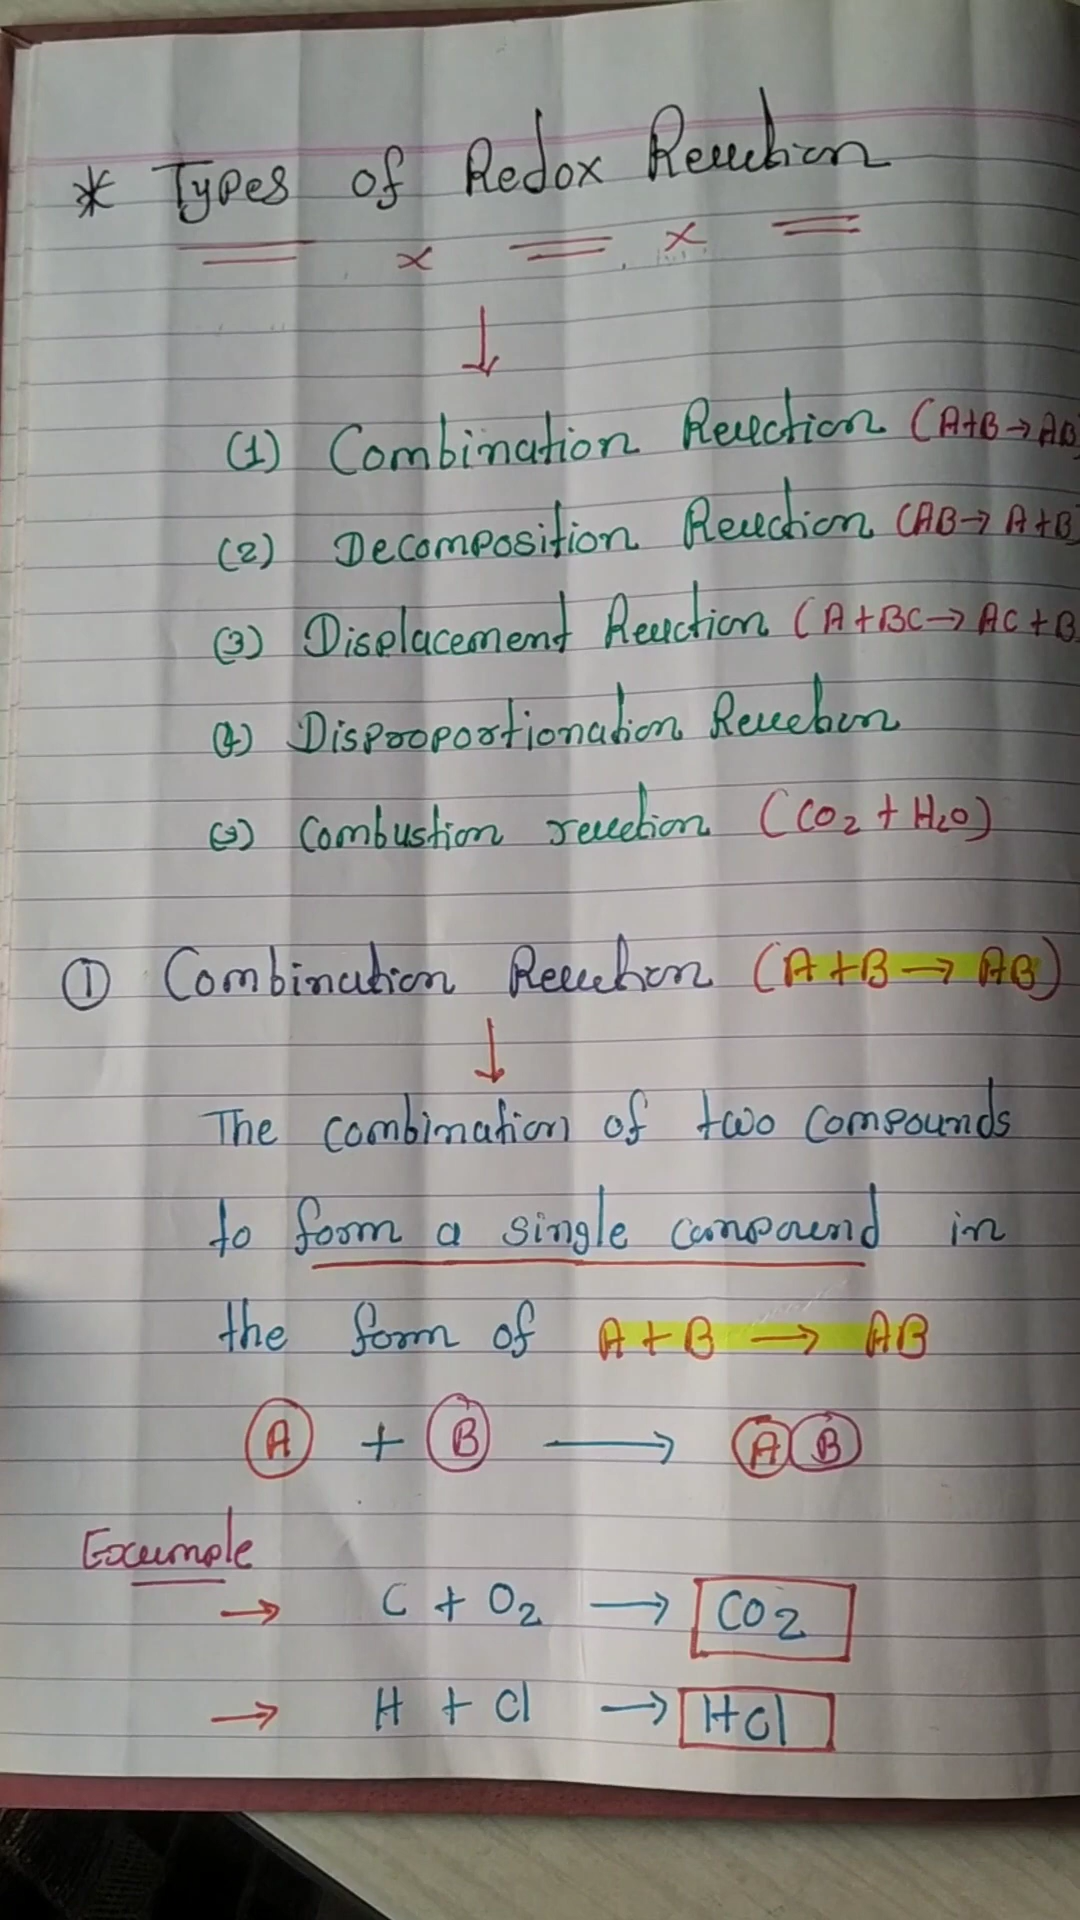 * Types of Redox Reaction
(1) Combination Reaction (A+B→AB)
(2) Decomposition Reaction (AB→ A+B)
(3) Displacement Reaction (A+BC→ AC+B
(4) Disproportionation Reaction
(5) Combustion reaction (CO2 + H2O)
① Combination Reaction (A+B → AB)
↓
The combination of two compounds
to form a single compound in
the form of A + B → AB
A + B → A B
Example
→ C + O2 → CO2
→ H + Cl → HCl